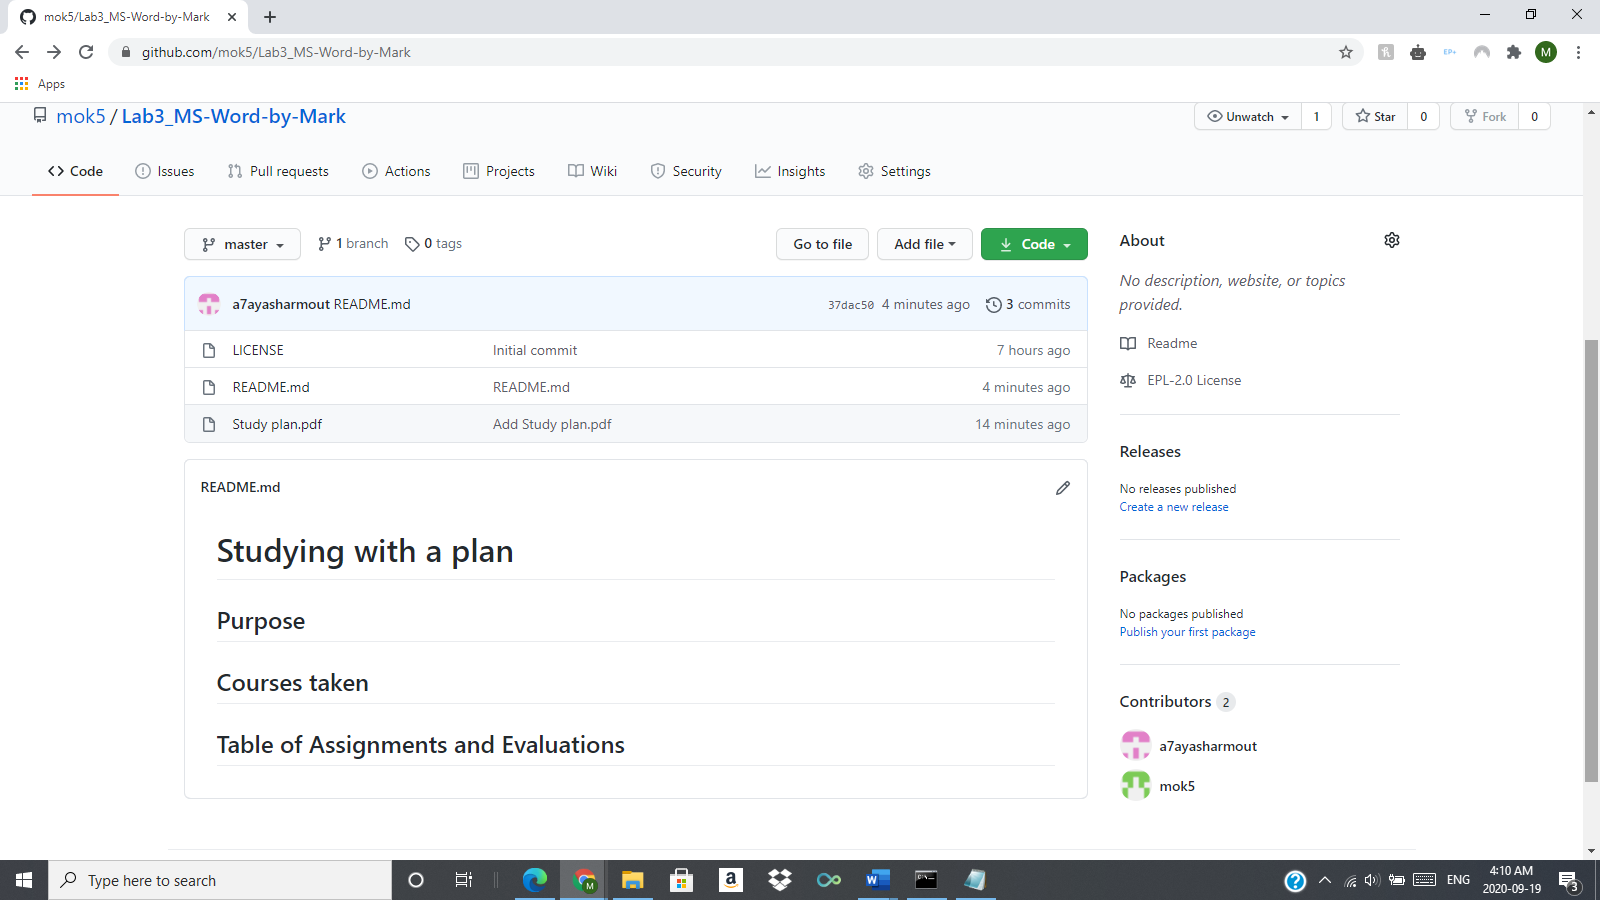 mok5/Lab3_MS-Word-by-Mark
github.com/mok5/Lab3_MS-Word-by-Mark
EP+
M
Apps
mok5 / Lab3_MS-Word-by-Mark
Unwatch 1
Star 0
Fork 0
Code
Issues
Pull requests
Actions
Projects
Wiki
Security
Insights
Settings
master
1 branch
0 tags
Go to file
Add file
Code
a7ayasharmout README.md 37dac50 4 minutes ago 3 commits
LICENSE Initial commit 7 hours ago
README.md README.md 4 minutes ago
Study plan.pdf Add Study plan.pdf 14 minutes ago
README.md
Studying with a plan
Purpose
Courses taken
Table of Assignments and Evaluations
About
No description, website, or topics
provided.
Readme
EPL-2.0 License
Releases
No releases published
Create a new release
Packages
No packages published
Publish your first package
Contributors 2
a7ayasharmout
mok5
Type here to search
M
a
W
?
ENG
4:10 AM
2020-09-19
3